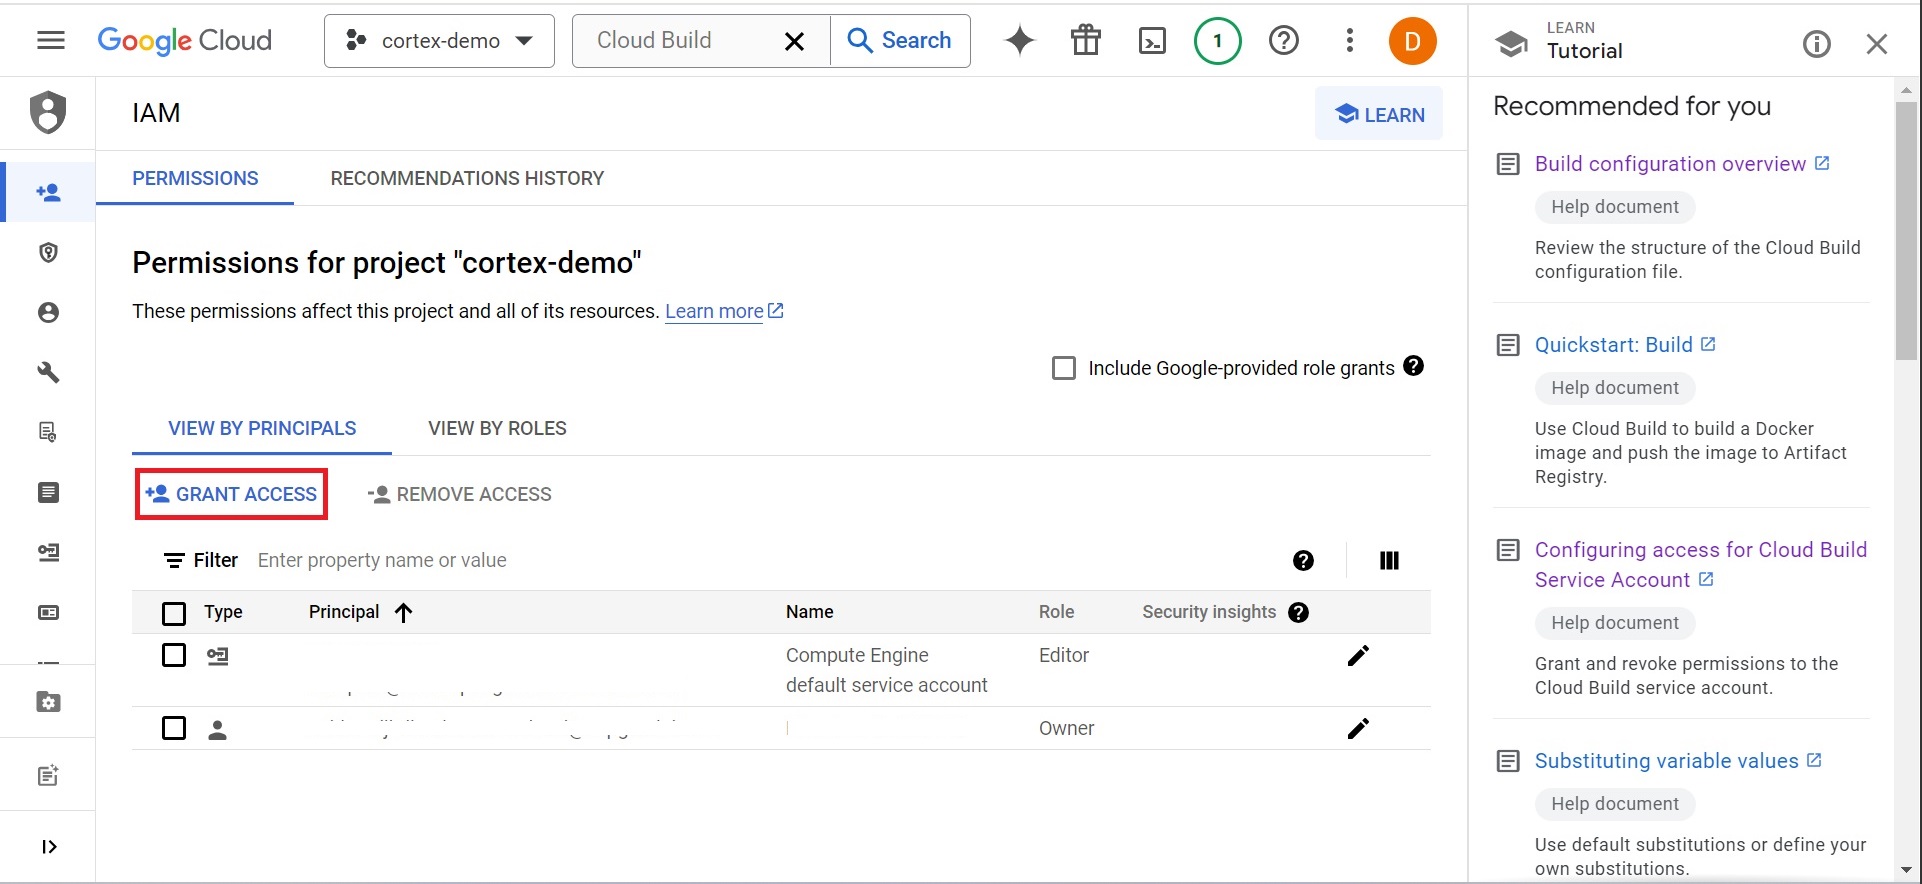 Google Cloud
cortex-demo
Cloud Build
Search
1
D
IAM
LEARN
PERMISSIONS
RECOMMENDATIONS HISTORY
Permissions for project "cortex-demo"
These permissions affect this project and all of its resources. Learn more
Include Google-provided role grants
VIEW BY PRINCIPALS
VIEW BY ROLES
GRANT ACCESS
REMOVE ACCESS
Filter Enter property name or value
Type Principal Name Role Security insights
Compute Engine
default service account
Editor
Owner
LEARN
Tutorial
Recommended for you
Build configuration overview
Help document
Review the structure of the Cloud Build
configuration file.
Quickstart: Build
Help document
Use Cloud Build to build a Docker
image and push the image to Artifact
Registry.
Configuring access for Cloud Build
Service Account
Help document
Grant and revoke permissions to the
Cloud Build service account.
Substituting variable values
Help document
Use default substitutions or define your
own substitutions.